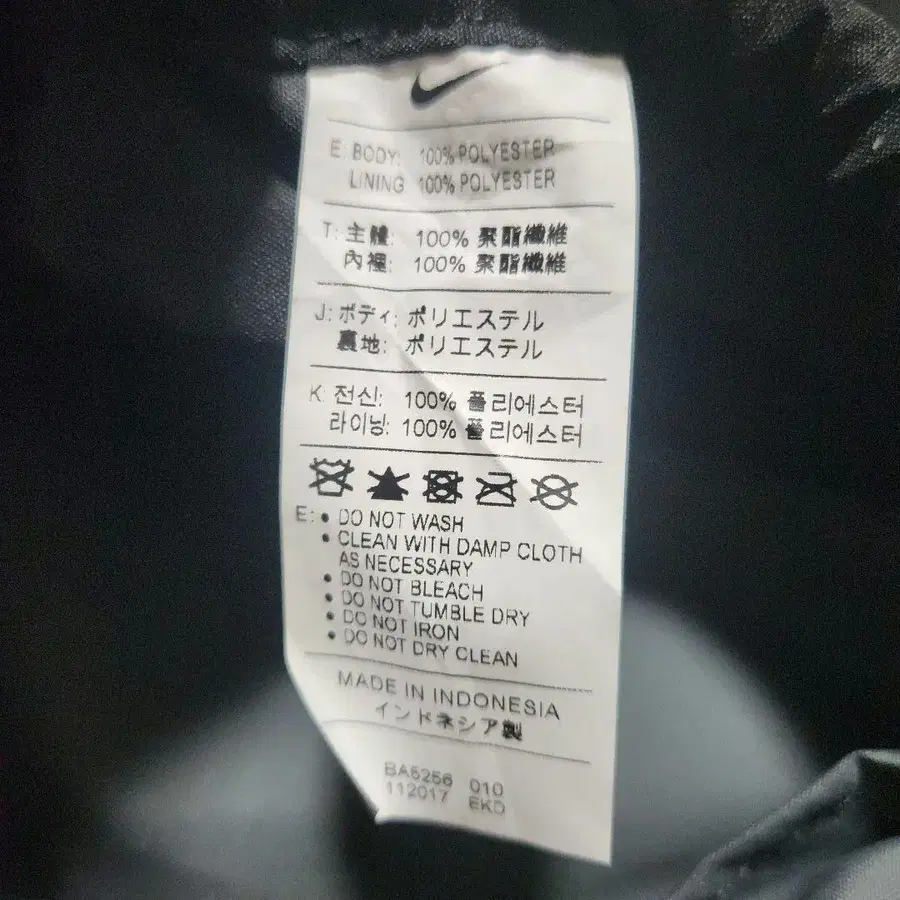 E: BODY: 100% POLYESTER
LINING 100% POLYESTER
T: 主體: 100% 聚酯纖維
內裡: 100% 聚酯纖維
J: ボディ: ポリエステル
裏地: ポリエステル
K: 전신: 100% 폴리에스터
라이닝: 100% 폴리에스터
E: • DO NOT WASH
• CLEAN WITH DAMP CLOTH
AS NECESSARY
• DO NOT BLEACH
• DO NOT TUMBLE DRY
• DO NOT IRON
• DO NOT DRY CLEAN
MADE IN INDONESIA
インドネシア製
BA5256 010
112017 EKD